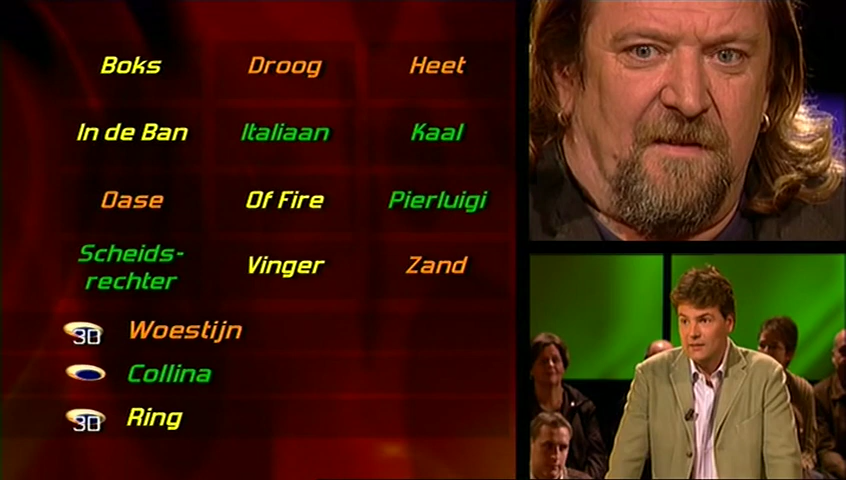 Boks Droog Heet
In de Ban Italiaan Kaal
Oase Of Fire Pierluigi
Scheids-
rechter Vinger Zand
30 Woestijn
Collina
30 Ring